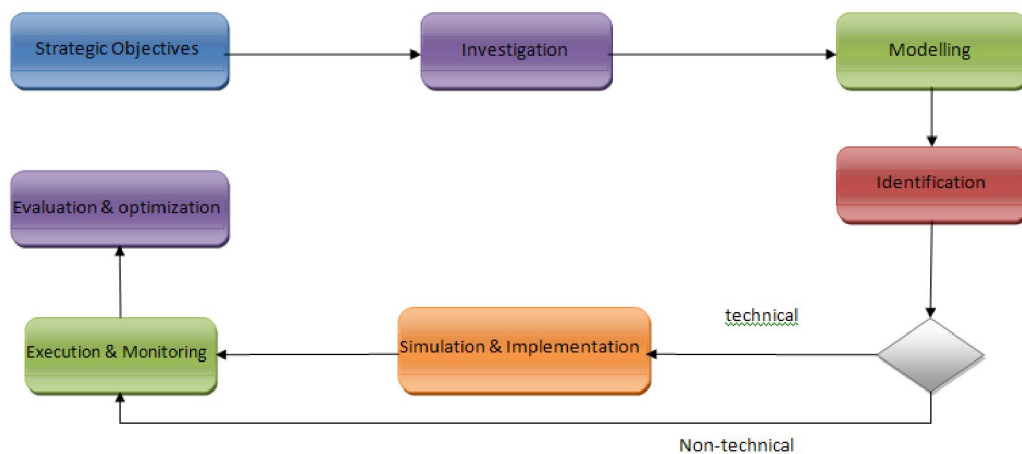 Strategic Objectives
Investigation
Modelling
Identification
Evaluation & optimization
technical
Simulation & Implementation
Execution & Monitoring
Non-technical